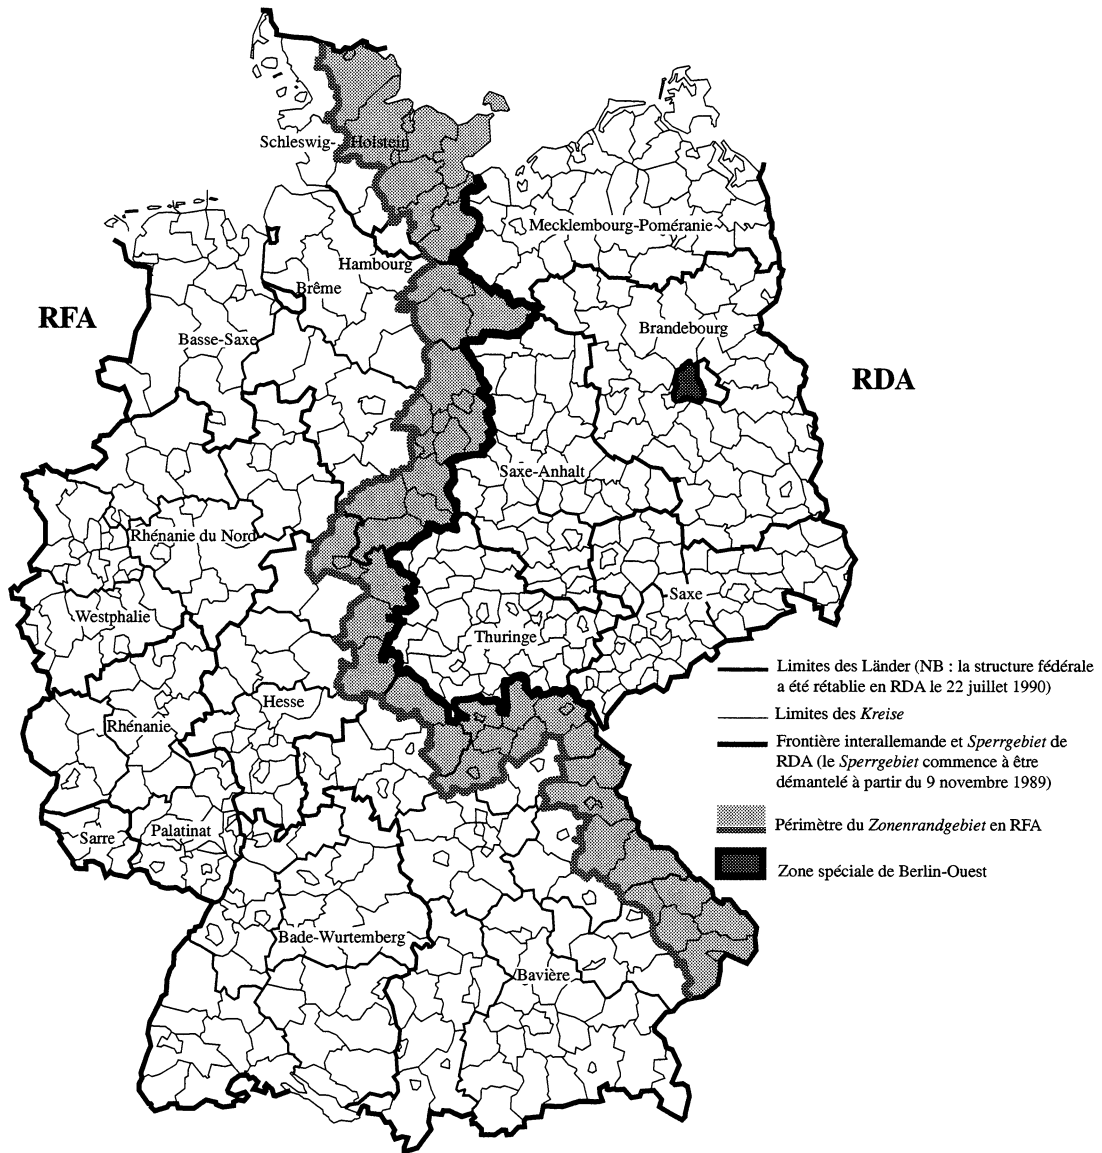 Schleswig-Holstein
Mecklembourg-Poméranie
Hambourg
Brême
RFA
Basse-Saxe
Brandebourg
RDA
Saxe-Anhalt
Rhénanie du Nord
Westphalie
Saxe
Thuringe
Hesse
Rhénanie
Sarre
Palatinat
Bade-Wurtemberg
Bavière
Limites des Länder (NB : la structure fédérale
a été rétablie en RDA le 22 juillet 1990)
Limites des Kreise
Frontière interallemande et Sperrgebiet de
RDA (le Sperrgebiet commence à être
démantelé à partir du 9 novembre 1989)
Périmètre du Zonenrandgebiet en RFA
Zone spéciale de Berlin-Ouest